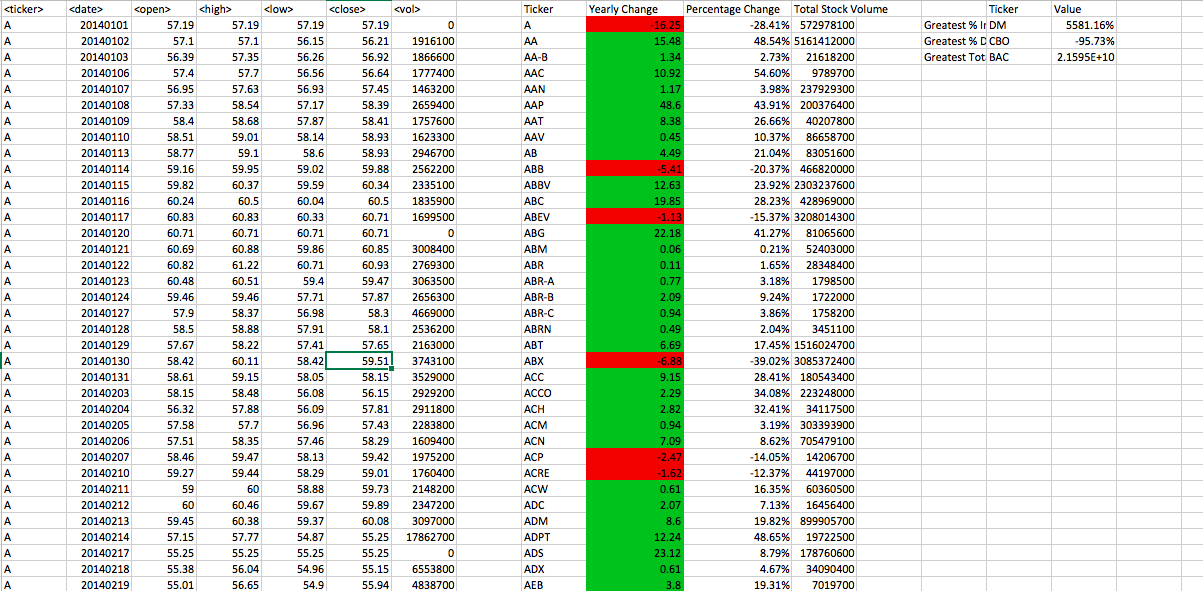 <ticker> <date> <open> <high> <low> <close> <vol> Ticker Yearly Change Percentage Change Total Stock Volume Ticker Value
A 20140101 57.19 57.19 57.19 57.19 0 A -16.25 -28.41% 572978100 Greatest % Ir DM 5581.16%
A 20140102 57.1 57.1 56.15 56.21 1916100 AA 15.48 48.54% 5161412000 Greatest % D CBO -95.73%
A 20140103 56.39 57.35 56.26 56.92 1866600 AA-B 1.34 2.73% 21618200 Greatest Tot BAC 2.1595E+10
A 20140106 57.4 57.7 56.56 56.64 1777400 AAC 10.92 54.60% 9789700
A 20140107 56.95 57.63 56.93 57.45 1463200 AAN 1.17 3.98% 237929300
A 20140108 57.33 58.54 57.17 58.39 2659400 AAP 48.6 43.91% 200376400
A 20140109 58.4 58.68 57.87 58.41 1757600 AAT 8.38 26.66% 40207800
A 20140110 58.51 59.01 58.14 58.93 1623300 AAV 0.45 10.37% 86658700
A 20140113 58.77 59.1 58.6 58.93 2946700 AB 4.49 21.04% 83051600
A 20140114 59.16 59.95 59.02 59.88 2562200 ABB -5.41 -20.37% 466820000
A 20140115 59.82 60.37 59.59 60.34 2335100 ABBV 12.63 23.92% 2303237600
A 20140116 60.24 60.5 60.04 60.5 1835900 ABC 19.85 28.23% 428969000
A 20140117 60.83 60.83 60.33 60.71 1699500 ABEV -1.13 -15.37% 3208014300
A 20140120 60.71 60.71 60.71 60.71 0 ABG 22.18 41.27% 81065600
A 20140121 60.69 60.88 59.86 60.85 3008400 ABM 0.06 0.21% 52403000
A 20140122 60.82 61.22 60.71 60.93 2769300 ABR 0.11 1.65% 28348400
A 20140123 60.48 60.51 59.4 59.47 3063500 ABR-A 0.77 3.18% 1798500
A 20140124 59.46 59.46 57.71 57.87 2656300 ABR-B 2.09 9.24% 1722000
A 20140127 57.9 58.37 56.98 58.3 4669000 ABR-C 0.94 3.86% 1758200
A 20140128 58.5 58.88 57.91 58.1 2536200 ABRN 0.49 2.04% 3451100
A 20140129 57.67 58.22 57.41 57.65 2163000 ABT 6.69 17.45% 1516024700
A 20140130 58.42 60.11 58.42 59.51 3743100 ABX -6.88 -39.02% 3085372400
A 20140131 58.61 59.15 58.05 58.15 3529000 ACC 9.15 28.41% 180543400
A 20140203 58.15 58.48 56.08 56.15 2929200 ACCO 2.29 34.08% 223248000
A 20140204 56.32 57.88 56.09 57.81 2911800 ACH 2.82 32.41% 34117500
A 20140205 57.58 57.7 56.96 57.43 2283800 ACM 0.94 3.19% 303393900
A 20140206 57.51 58.35 57.46 58.29 1609400 ACN 7.09 8.62% 705479100
A 20140207 58.46 59.47 58.13 59.42 1975200 ACP -2.47 -14.05% 14206700
A 20140210 59.27 59.44 58.29 59.01 1760400 ACRE -1.62 -12.37% 44197000
A 20140211 59 60 58.88 59.73 2148200 ACW 0.61 16.35% 60360500
A 20140212 60 60.46 59.67 59.89 2347200 ADC 2.07 7.13% 16456400
A 20140213 59.45 60.38 59.37 60.08 3097000 ADM 8.6 19.82% 899905700
A 20140214 57.15 57.77 54.87 55.25 17862700 ADPT 12.24 48.65% 19722500
A 20140217 55.25 55.25 55.25 55.25 0 ADS 23.12 8.79% 178760600
A 20140218 55.38 56.04 54.96 55.15 6553800 ADX 0.61 4.67% 34090400
A 20140219 55.01 56.65 54.9 55.94 4838700 AEB 3.8 19.31% 7019700